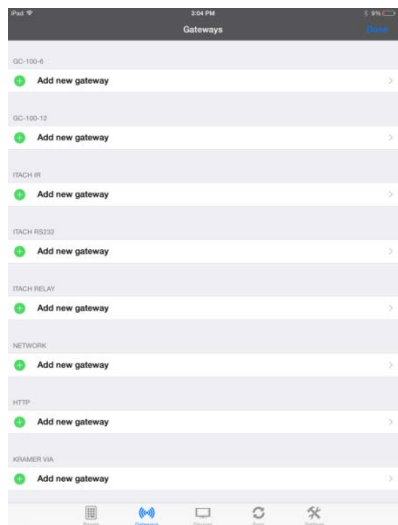 iPad 3:04 PM 9%
Gateways Done
GC-100-6
Add new gateway
GC-100-12
Add new gateway
ITACH IR
Add new gateway
ITACH RS232
Add new gateway
ITACH RELAY
Add new gateway
NETWORK
Add new gateway
HTTP
Add new gateway
KRAMER VIA
Add new gateway
Gateways